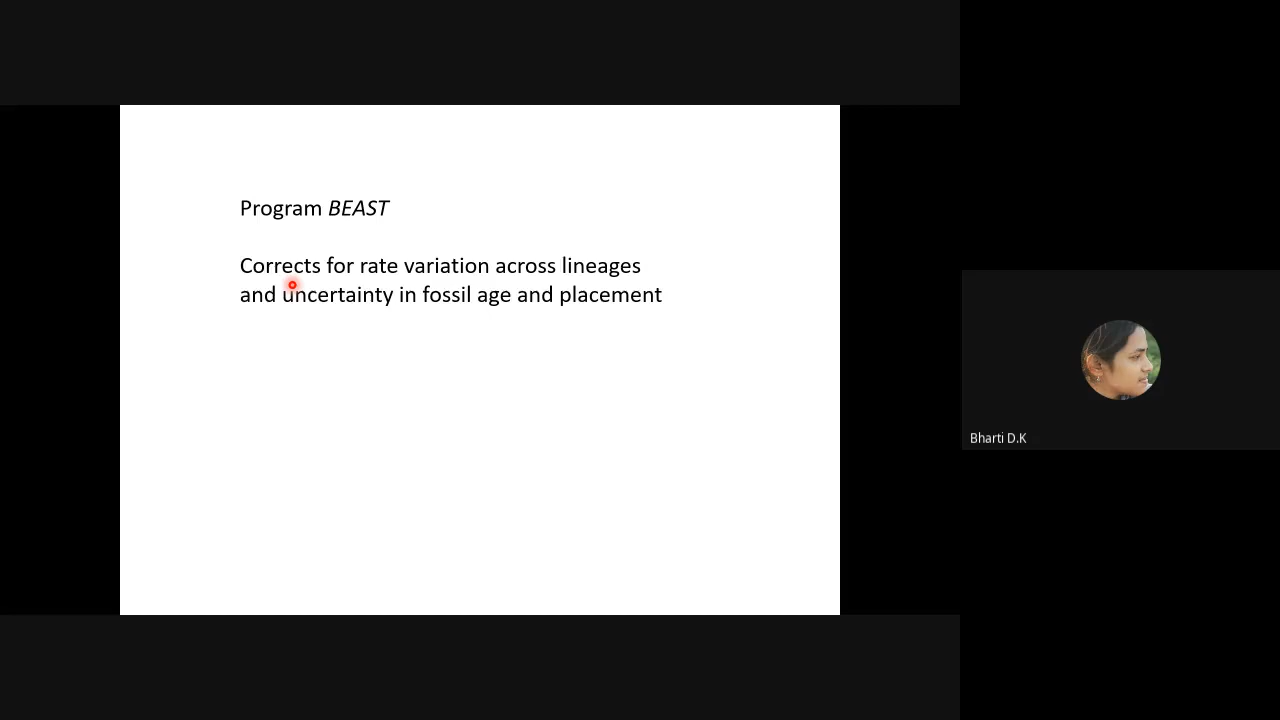 Program BEAST
Corrects for rate variation across lineages
and uncertainty in fossil age and placement
Bharti D.K